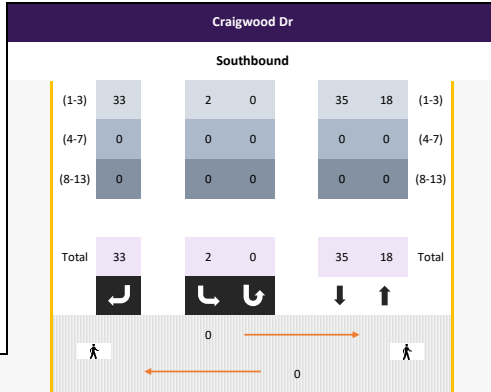 Craigwood Dr
Southbound
(1-3) 33 2 0 35 18 (1-3)
(4-7) 0 0 0 0 0 (4-7)
(8-13) 0 0 0 0 0 (8-13)
Total 33 2 0 35 18 Total
0
0